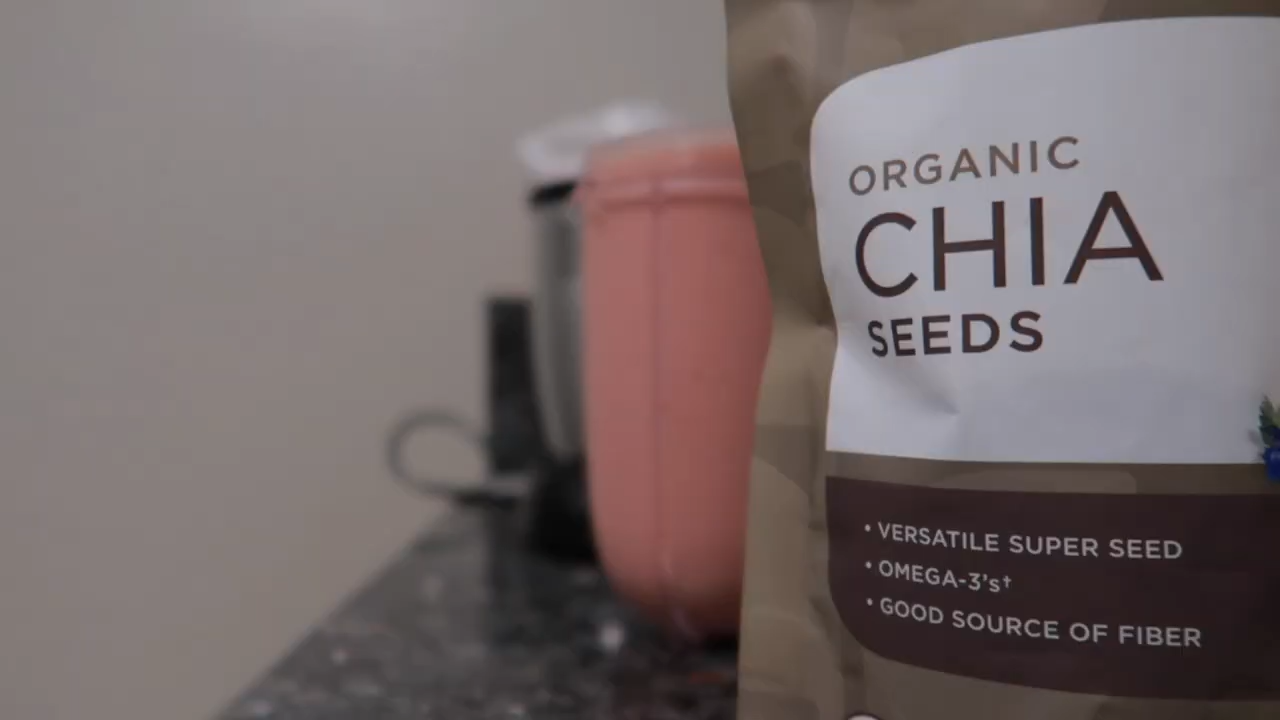 ORGANIC
CHIA
SEEDS
• VERSATILE SUPER SEED
• OMEGA-3's†
• GOOD SOURCE OF FIBER